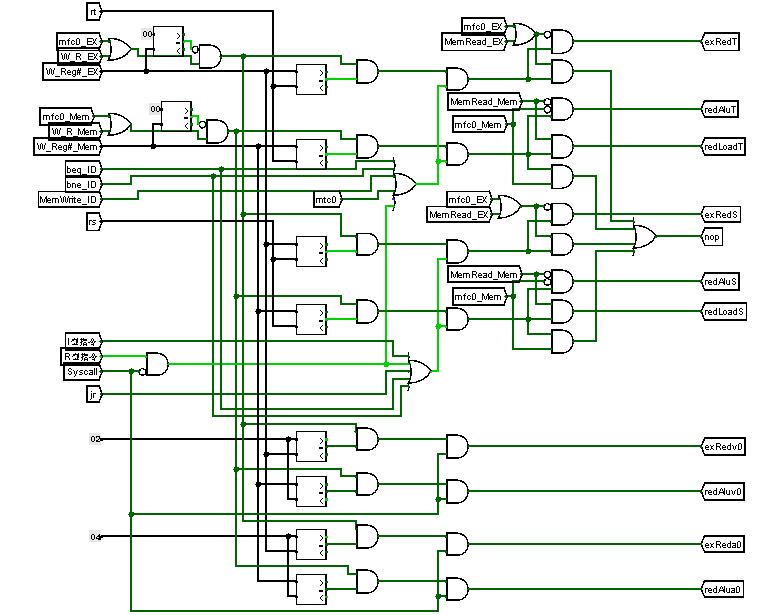 rt
mfc0_EX
W_R_EX
W_Reg#_EX
00
mfc0_Mem
W_R_Mem
W_Reg#_Mem
00
beq_ID
bne_ID
MemWrite_ID
mtc0
rs
I型指令
R型指令
Syscall
jr
02
04
mfc0_EX
MemRead_EX
MemRead_Mem
mfc0_Mem
mfc0_EX
MemRead_EX
MemRead_Mem
mfc0_Mem
exRedT
redAluT
redLoadT
exRedS
nop
redAluS
redLoadS
exRedv0
redAluv0
exReda0
redAlua0